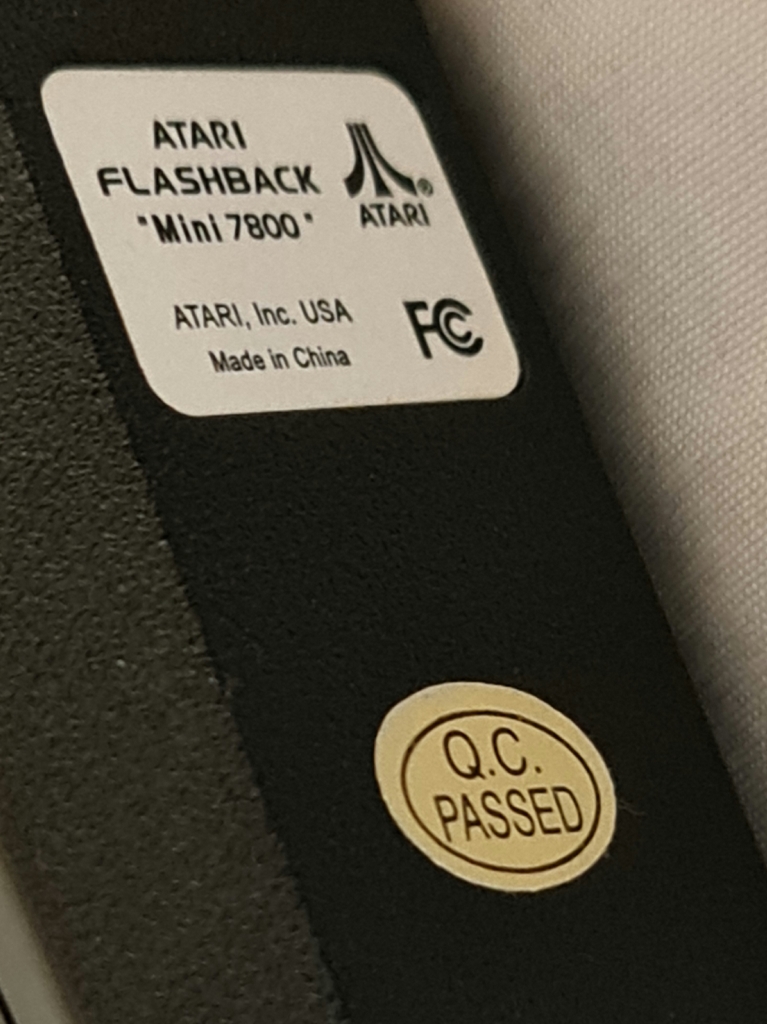 ATARI
FLASHBACK
"Mini 7800"
ATARI®
ATARI, Inc. USA
FC
Made in China
Q.C.
PASSED